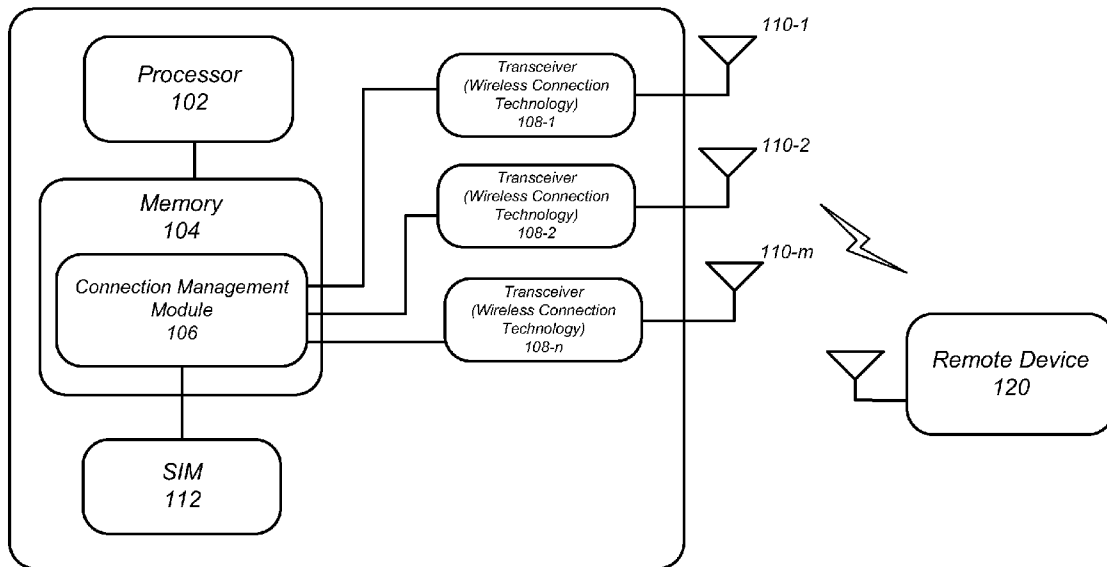 Processor
102
Memory
104
Connection Management
Module
106
SIM
112
Transceiver
(Wireless Connection
Technology)
108-1
Transceiver
(Wireless Connection
Technology)
108-2
Transceiver
(Wireless Connection
Technology)
108-n
110-1
110-2
110-m
Remote Device
120